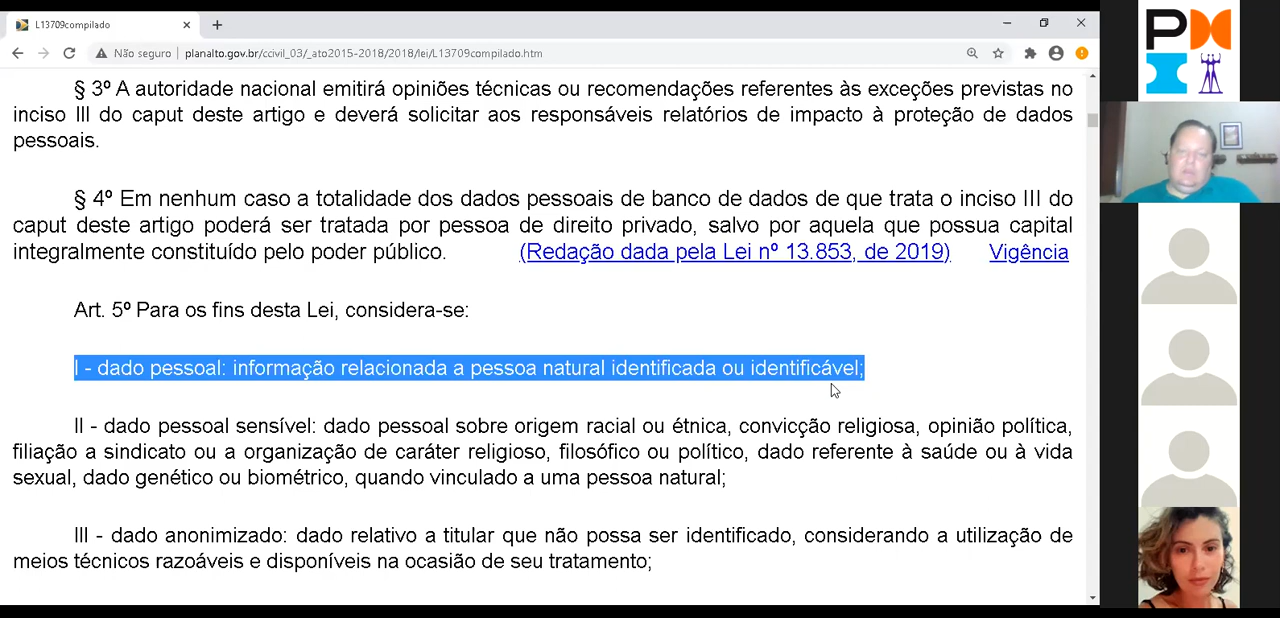 L13709compilado
Não seguro | planalto.gov.br/ccivil_03/_ato2015-2018/2018/lei/L13709compilado.htm
§ 3º A autoridade nacional emitirá opiniões técnicas ou recomendações referentes às exceções previstas no
inciso III do caput deste artigo e deverá solicitar aos responsáveis relatórios de impacto à proteção de dados
pessoais.
§ 4º Em nenhum caso a totalidade dos dados pessoais de banco de dados de que trata o inciso III do
caput deste artigo poderá ser tratada por pessoa de direito privado, salvo por aquela que possua capital
integralmente constituído pelo poder público. (Redação dada pela Lei nº 13.853, de 2019) Vigência
Art. 5º Para os fins desta Lei, considera-se:
I - dado pessoal: informação relacionada a pessoa natural identificada ou identificável;
II - dado pessoal sensível: dado pessoal sobre origem racial ou étnica, convicção religiosa, opinião política,
filiação a sindicato ou a organização de caráter religioso, filosófico ou político, dado referente à saúde ou à vida
sexual, dado genético ou biométrico, quando vinculado a uma pessoa natural;
III - dado anonimizado: dado relativo a titular que não possa ser identificado, considerando a utilização de
meios técnicos razoáveis e disponíveis na ocasião de seu tratamento;